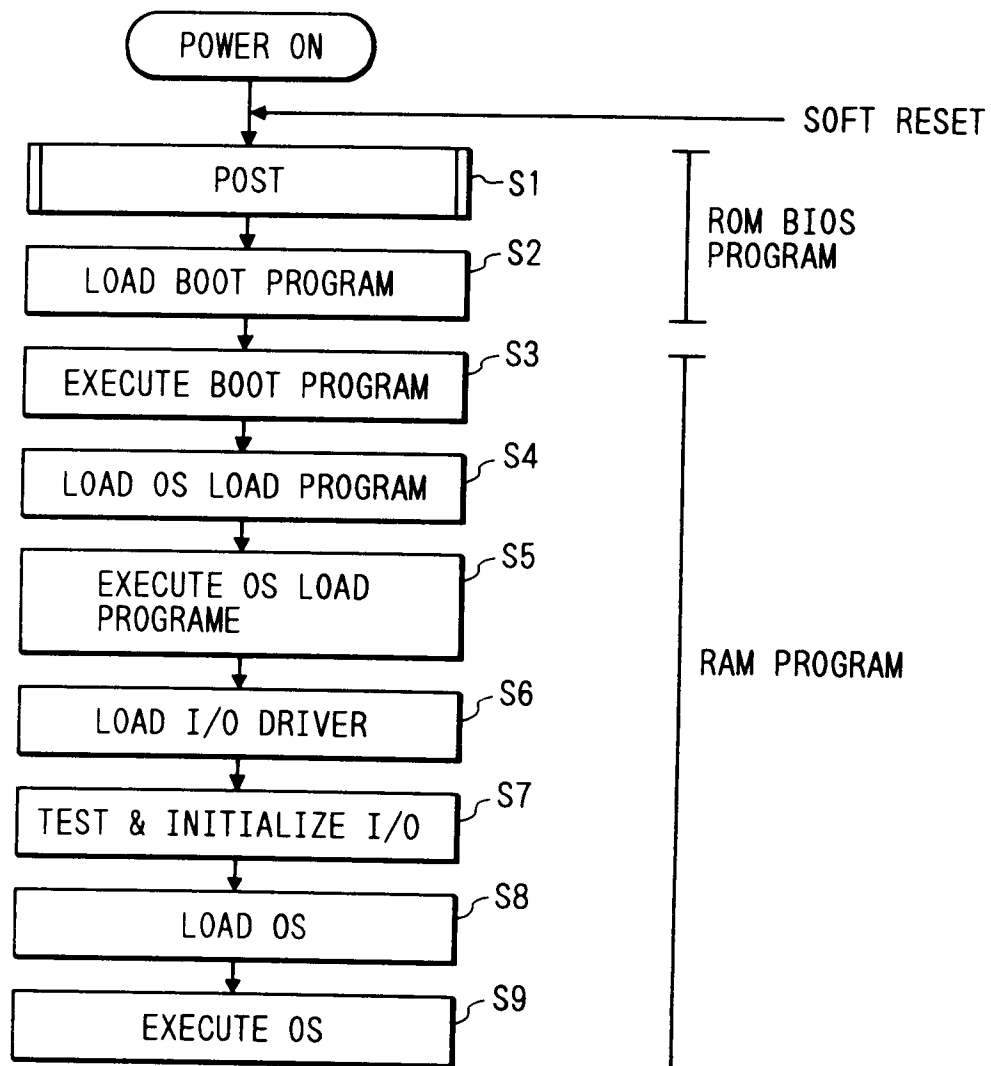 POWER ON
SOFT RESET
POST
S1
ROM BIOS
PROGRAM
S2
LOAD BOOT PROGRAM
S3
EXECUTE BOOT PROGRAM
S4
LOAD OS LOAD PROGRAM
S5
EXECUTE OS LOAD
PROGRAME
RAM PROGRAM
S6
LOAD I/O DRIVER
S7
TEST & INITIALIZE I/O
S8
LOAD OS
S9
EXECUTE OS